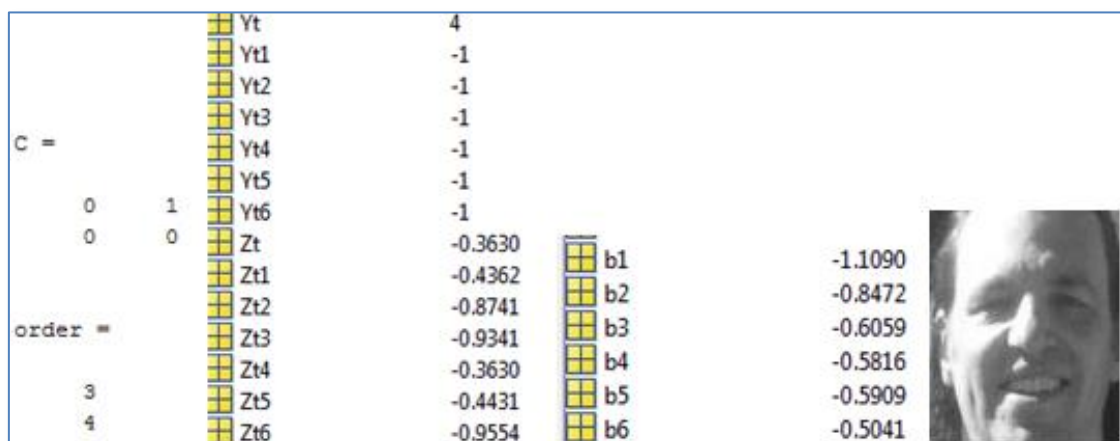 Yt 4
Yt1 -1
Yt2 -1
Yt3 -1
C = Yt4 -1
Yt5 -1
0 1 Yt6 -1
0 0 Zt -0.3630
Zt1 -0.4362 b1 -1.1090
Zt2 -0.8741 b2 -0.8472
order = Zt3 -0.9341 b3 -0.6059
Zt4 -0.3630 b4 -0.5816
3 Zt5 -0.4431 b5 -0.5909
4 Zt6 -0.9554 b6 -0.5041